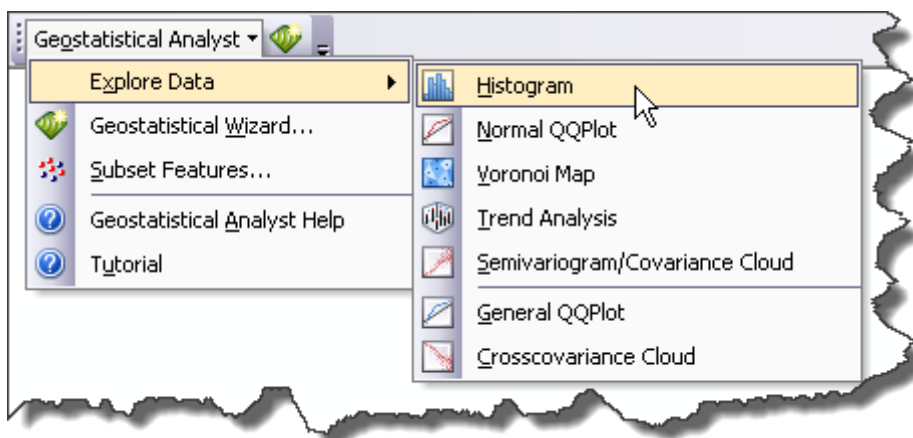 Geostatistical Analyst
Explore Data
Geostatistical Wizard...
Subset Features...
Geostatistical Analyst Help
Tutorial
Histogram
Normal QQPlot
Voronoi Map
Trend Analysis
Semivariogram/Covariance Cloud
General QQPlot
Crosscovariance Cloud